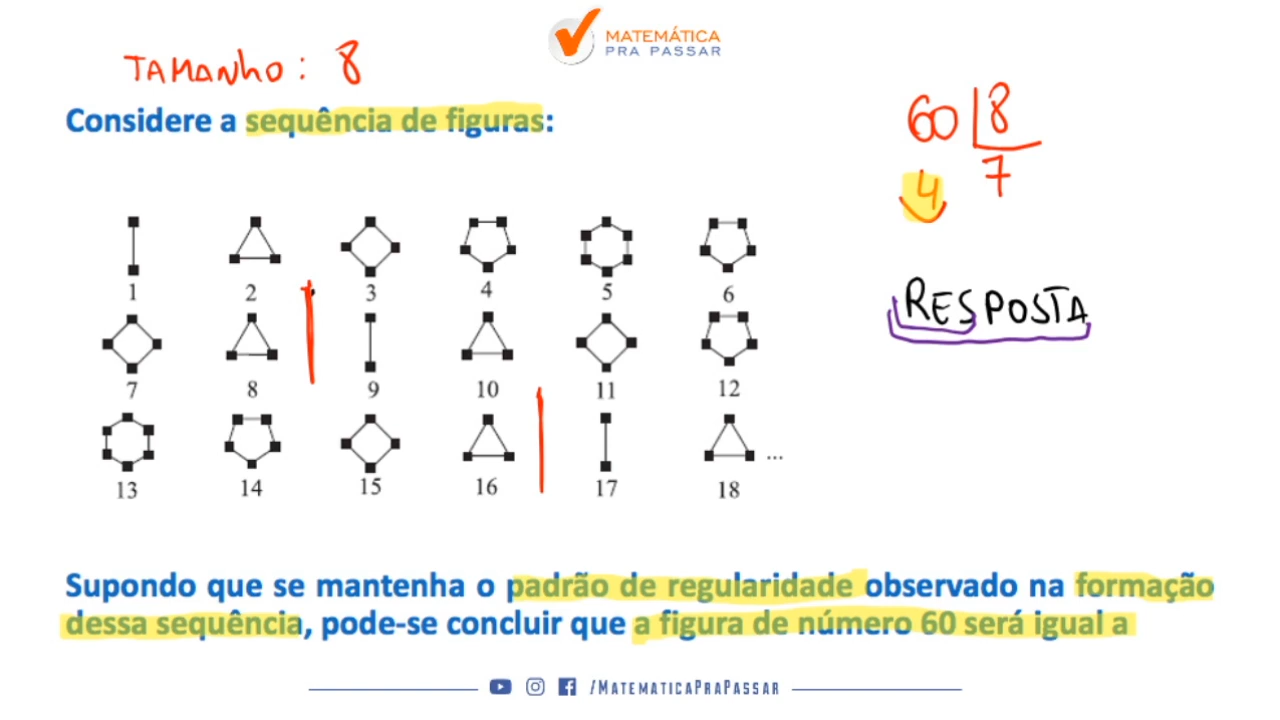 MATEMÁTICA
PRA PASSAR
TAMANHO: 8
Considere a sequência de figuras:
60 8
4 7
RESPOSTA
1 2 3 4 5 6
7 8 9 10 11 12
13 14 15 16 17 18
...
Supondo que se mantenha o padrão de regularidade observado na formação
dessa sequência, pode-se concluir que a figura de número 60 será igual a
/MATEMATICAPRAPASSAR